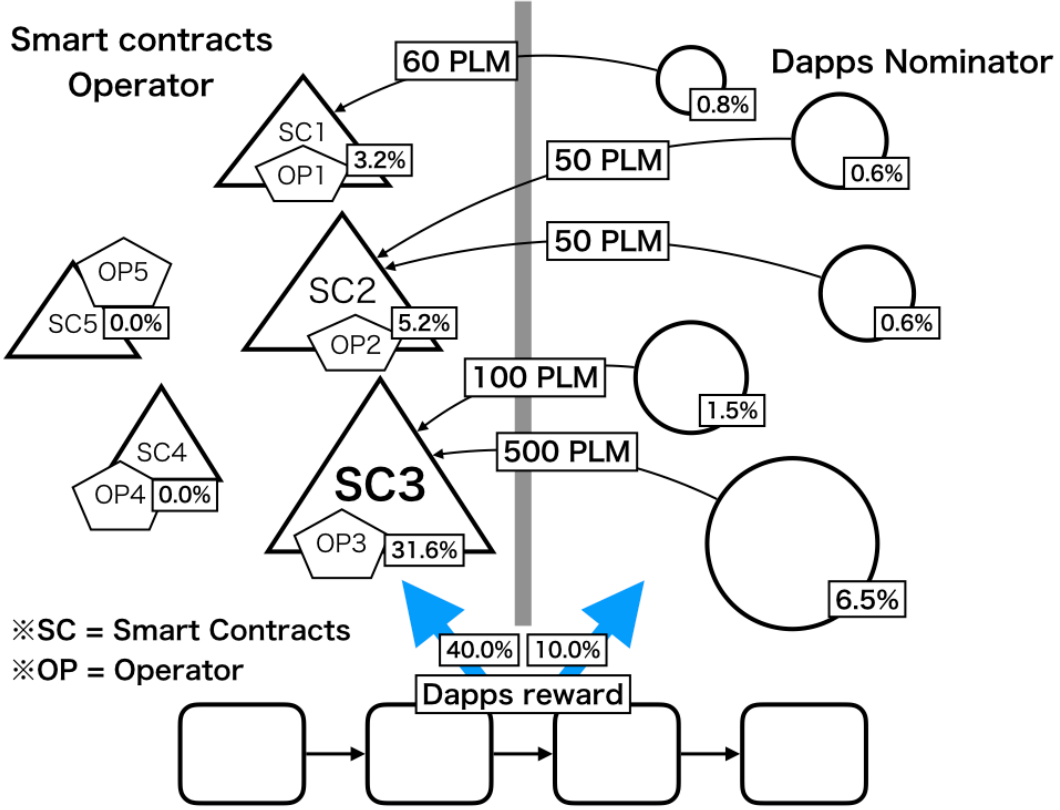 Smart contracts
Operator
60 PLM
Dapps Nominator
0.8%
SC1
3.2%
OP1
50 PLM
0.6%
OP5
SC5
0.0%
SC2
5.2%
OP2
50 PLM
0.6%
100 PLM
1.5%
SC4
OP4
0.0%
500 PLM
SC3
OP3
31.6%
6.5%
※SC = Smart Contracts
※OP = Operator
40.0%
10.0%
Dapps reward